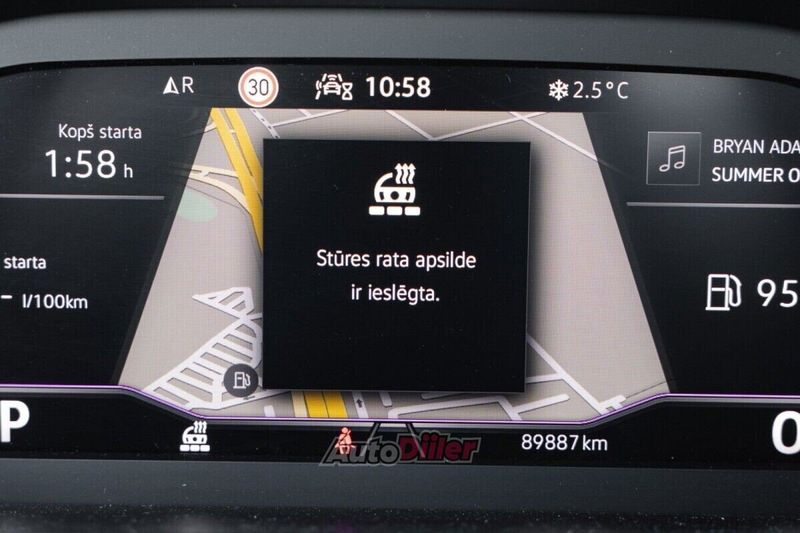 R
30
10:58
2.5°C
Kopš starta
1:58 h
BRYAN ADA
SUMMER O
Stūres rata apsilde
ir ieslēgta.
starta
- l/100km
95
P
89887 km
0
AutoDiiler